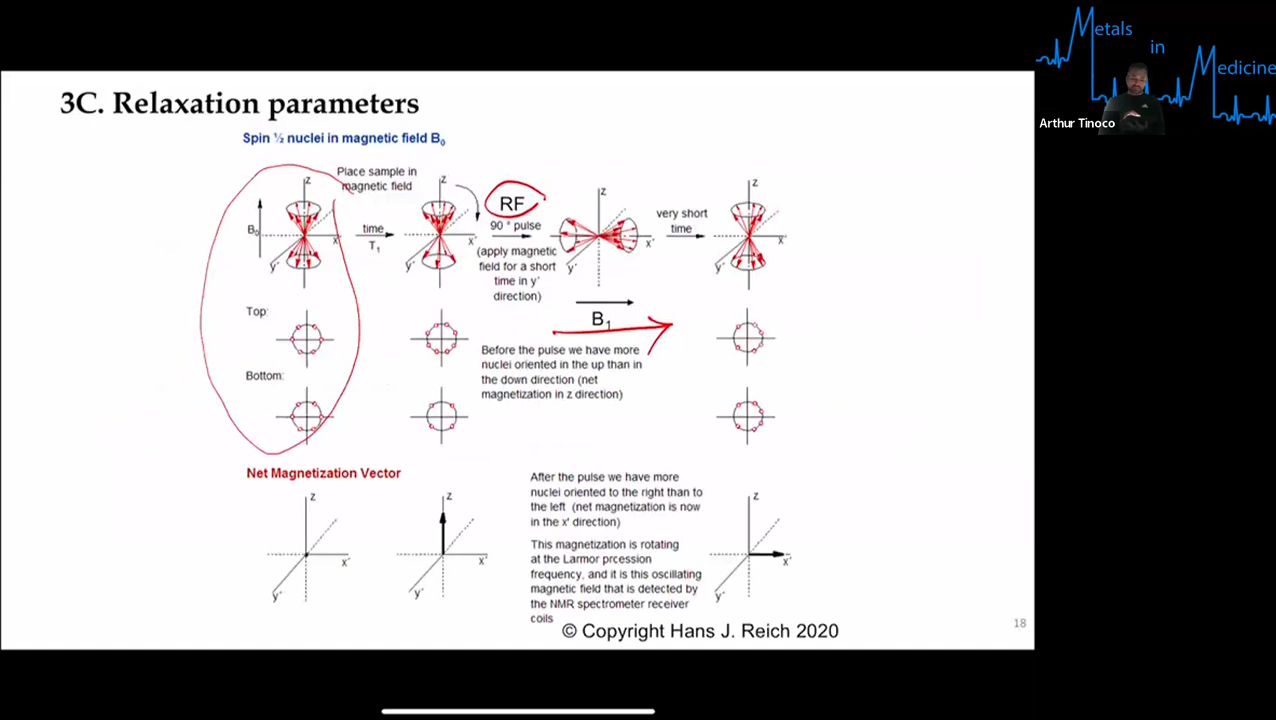 Metals
in
Medicine
Arthur Tinoco
3C. Relaxation parameters
Spin ½ nuclei in magnetic field B0
Place sample in
magnetic field
time
T1
B0
z
x'
y'
z
x'
y'
RF
90 ° pulse
(apply magnetic
field for a short
time in y'
direction)
z
x'
y'
B1
very short
time
z
x
y'
Top:
Bottom:
Before the pulse we have more
nuclei oriented in the up than in
the down direction (net
magnetization in z direction)
Net Magnetization Vector
z
x'
y'
z
x'
y'
After the pulse we have more
nuclei oriented to the right than to
the left (net magnetization is now
in the x' direction)
This magnetization is rotating
at the Larmor prcession
frequency, and it is this oscillating
magnetic field that is detected by
the NMR spectrometer receiver
coils
z
x'
y'
© Copyright Hans J. Reich 2020
18